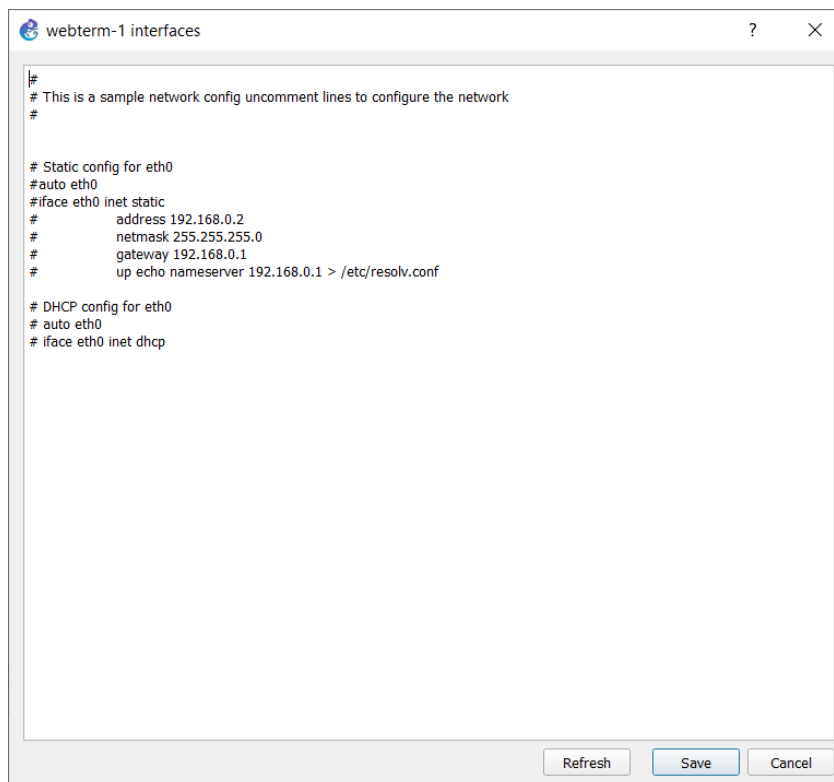 webterm-1 interfaces
?
#
# This is a sample network config uncomment lines to configure the network
#
# Static config for eth0
#auto eth0
#iface eth0 inet static
# address 192.168.0.2
# netmask 255.255.255.0
# gateway 192.168.0.1
# up echo nameserver 192.168.0.1 > /etc/resolv.conf
# DHCP config for eth0
# auto eth0
# iface eth0 inet dhcp
Refresh Save Cancel